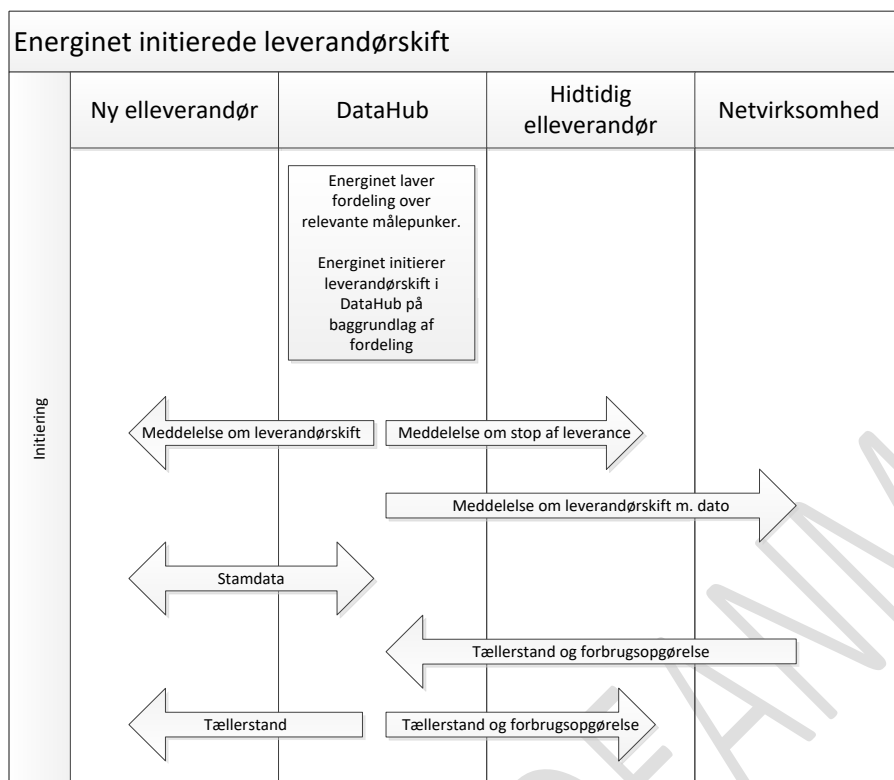 Energinet initierede leverandørskift
Ny elleverandør
DataHub
Hidtidig
elleverandør
Netvirksomhed
Initiering
Energinet laver
fordeling over
relevante målepunker.
Energinet initierer
leverandørskift i
DataHub på
baggrundlag af
fordeling
Meddelelse om leverandørskift
Meddelelse om stop af leverance
Meddelelse om leverandørskift m. dato
Stamdata
Tællerstand og forbrugsopgørelse
Tællerstand
Tællerstand og forbrugsopgørelse